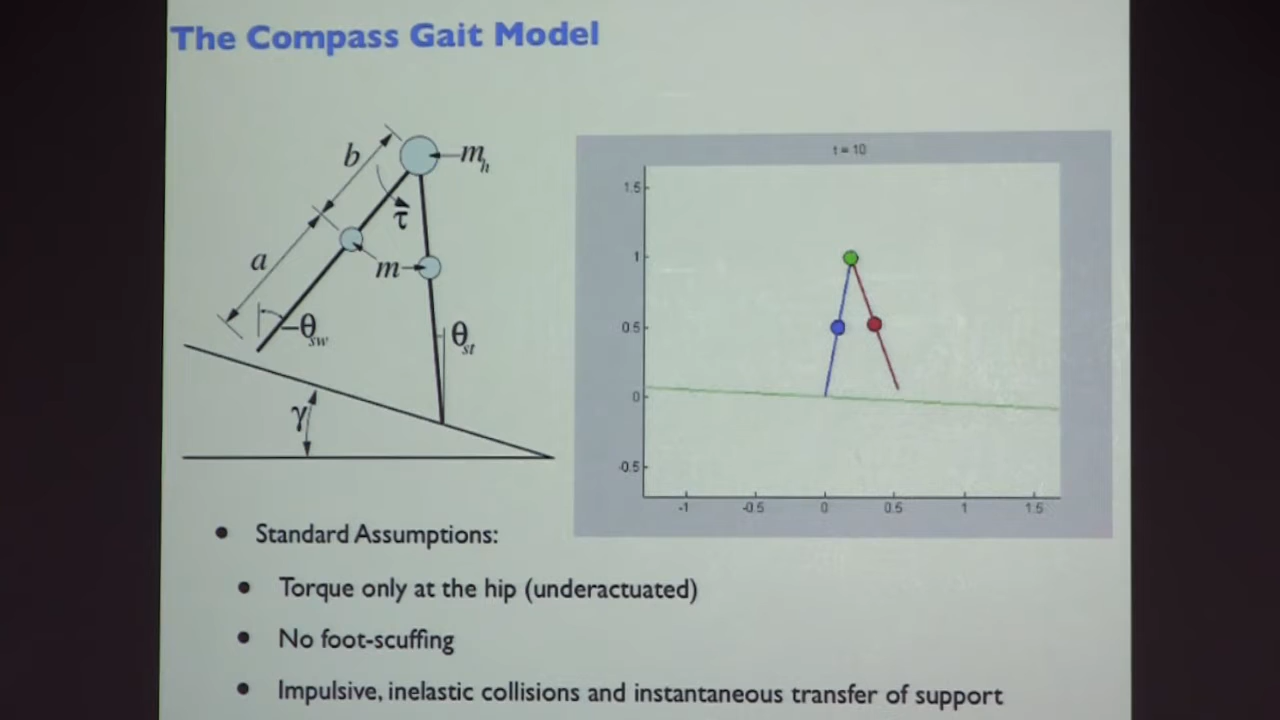 The Compass Gait Model
b
m_h
τ
a
m
-θ_sw
θ_st
γ
t = 10
1.5
1
0.5
0
-0.5
-1
-0.5
0
0.5
1
1.5
• Standard Assumptions:
• Torque only at the hip (underactuated)
• No foot-scuffing
• Impulsive, inelastic collisions and instantaneous transfer of support